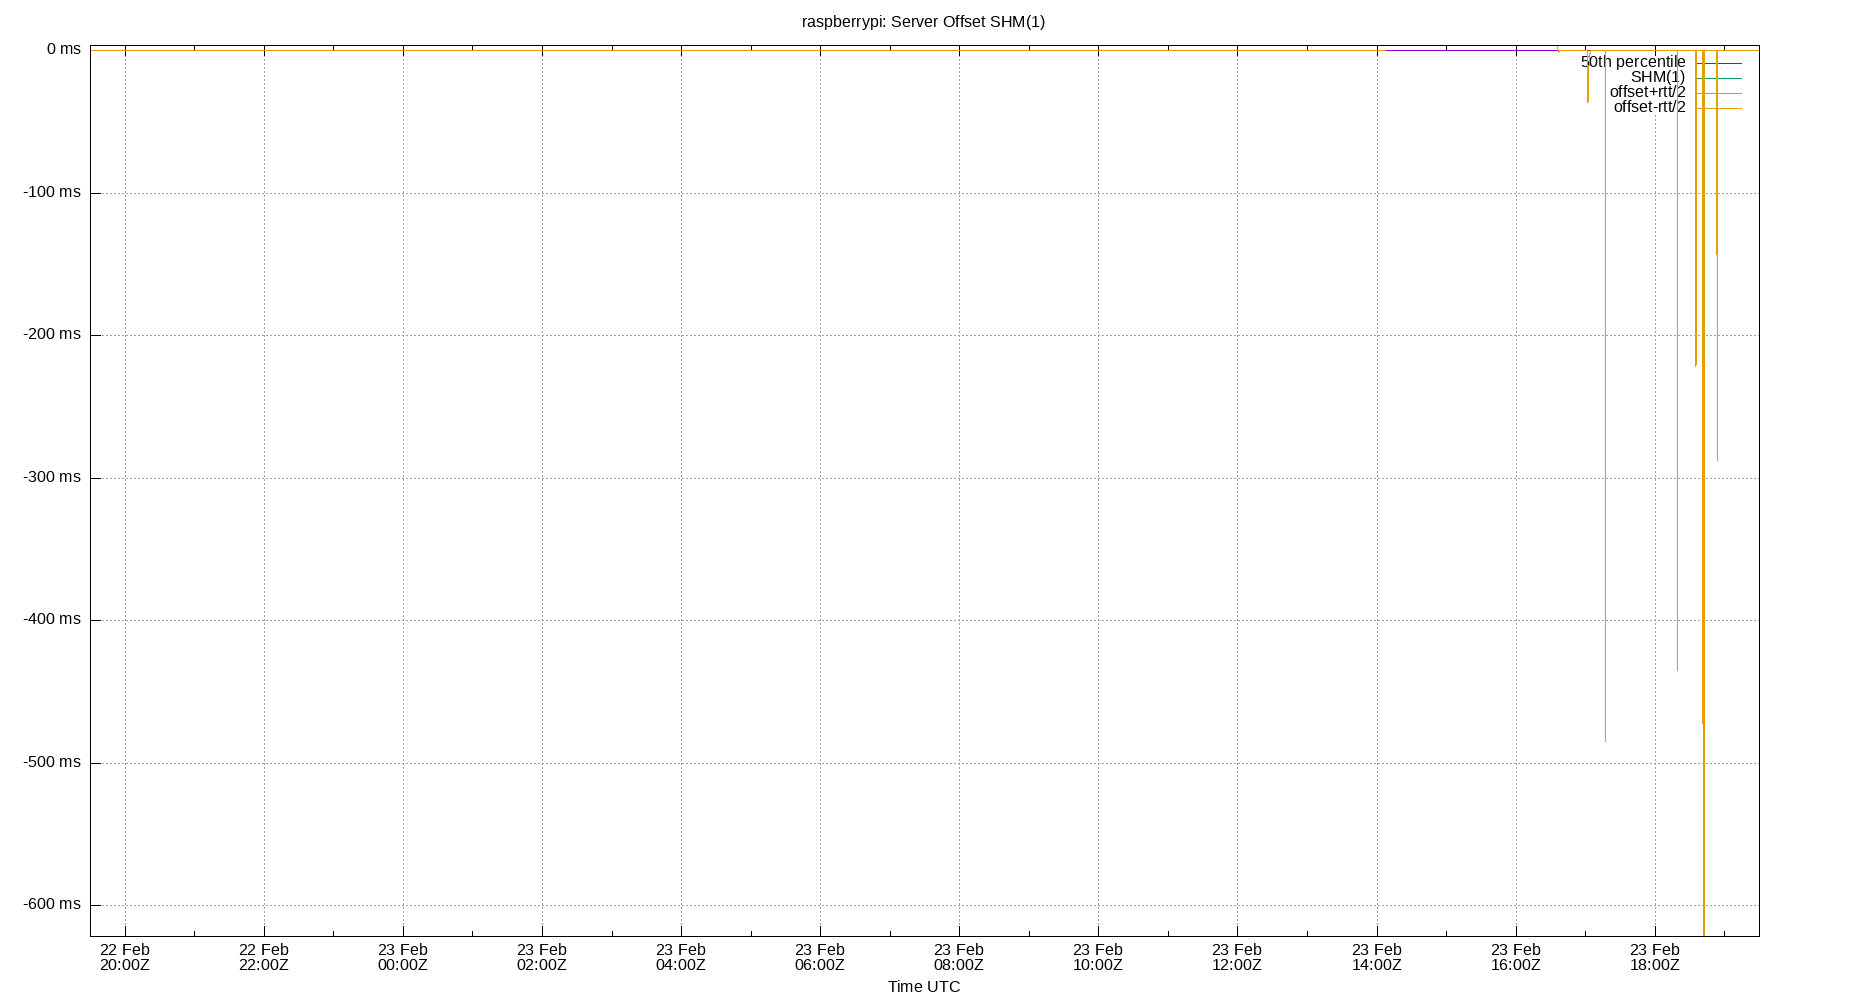 raspberrypi: Server Offset SHM(1)
0 ms
50th percentile
SHM(1)
offset+rtt/2
offset-rtt/2
-100 ms
-200 ms
-300 ms
-400 ms
-500 ms
-600 ms
22 Feb 22 Feb 23 Feb 23 Feb 23 Feb 23 Feb 23 Feb 23 Feb 23 Feb 23 Feb 23 Feb 23 Feb
20:00Z 22:00Z 00:00Z 02:00Z 04:00Z 06:00Z 08:00Z 10:00Z 12:00Z 14:00Z 16:00Z 18:00Z
Time UTC